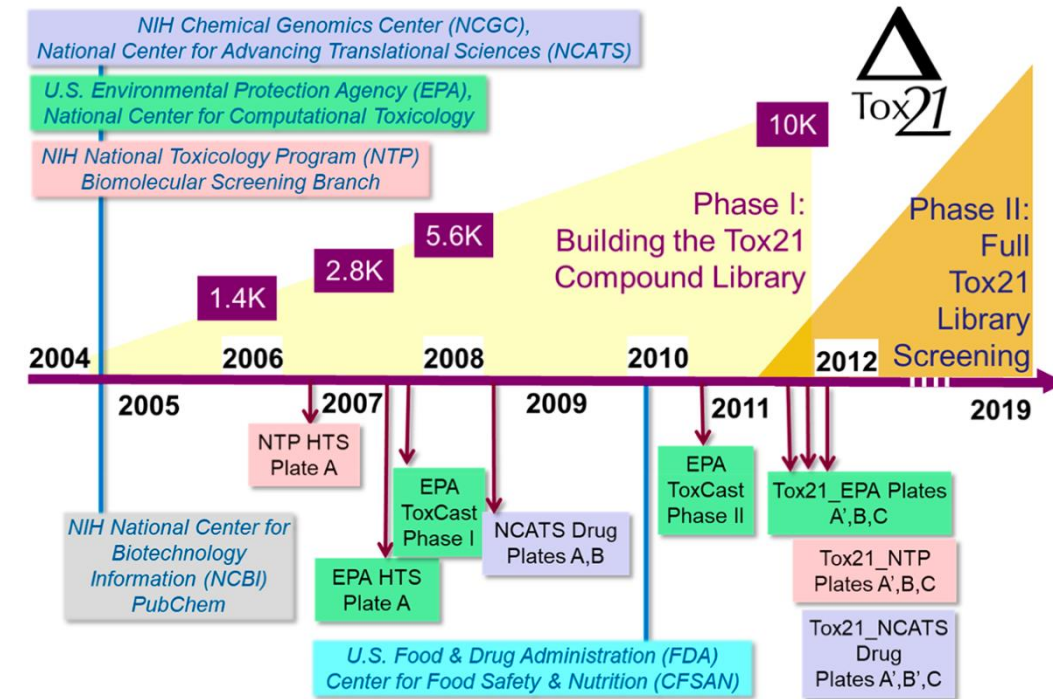 NIH Chemical Genomics Center (NCGC),
National Center for Advancing Translational Sciences (NCATS)
U.S. Environmental Protection Agency (EPA),
National Center for Computational Toxicology
NIH National Toxicology Program (NTP)
Biomolecular Screening Branch
Tox21
10K
5.6K
2.8K
1.4K
Phase I:
Building the Tox21
Compound Library
Phase II:
Full
Tox21
Library
Screening
2004
2006
2008
2010
2012
2005
2007
2009
2011
2019
NTP HTS
Plate A
EPA
ToxCast
Phase I
EPA HTS
Plate A
NCATS Drug
Plates A,B
EPA
ToxCast
Phase II
Tox21_EPA Plates
A',B,C
Tox21_NTP
Plates A',B,C
Tox21_NCATS
Drug
Plates A',B',C
NIH National Center for
Biotechnology
Information (NCBI)
PubChem
U.S. Food & Drug Administration (FDA)
Center for Food Safety & Nutrition (CFSAN)